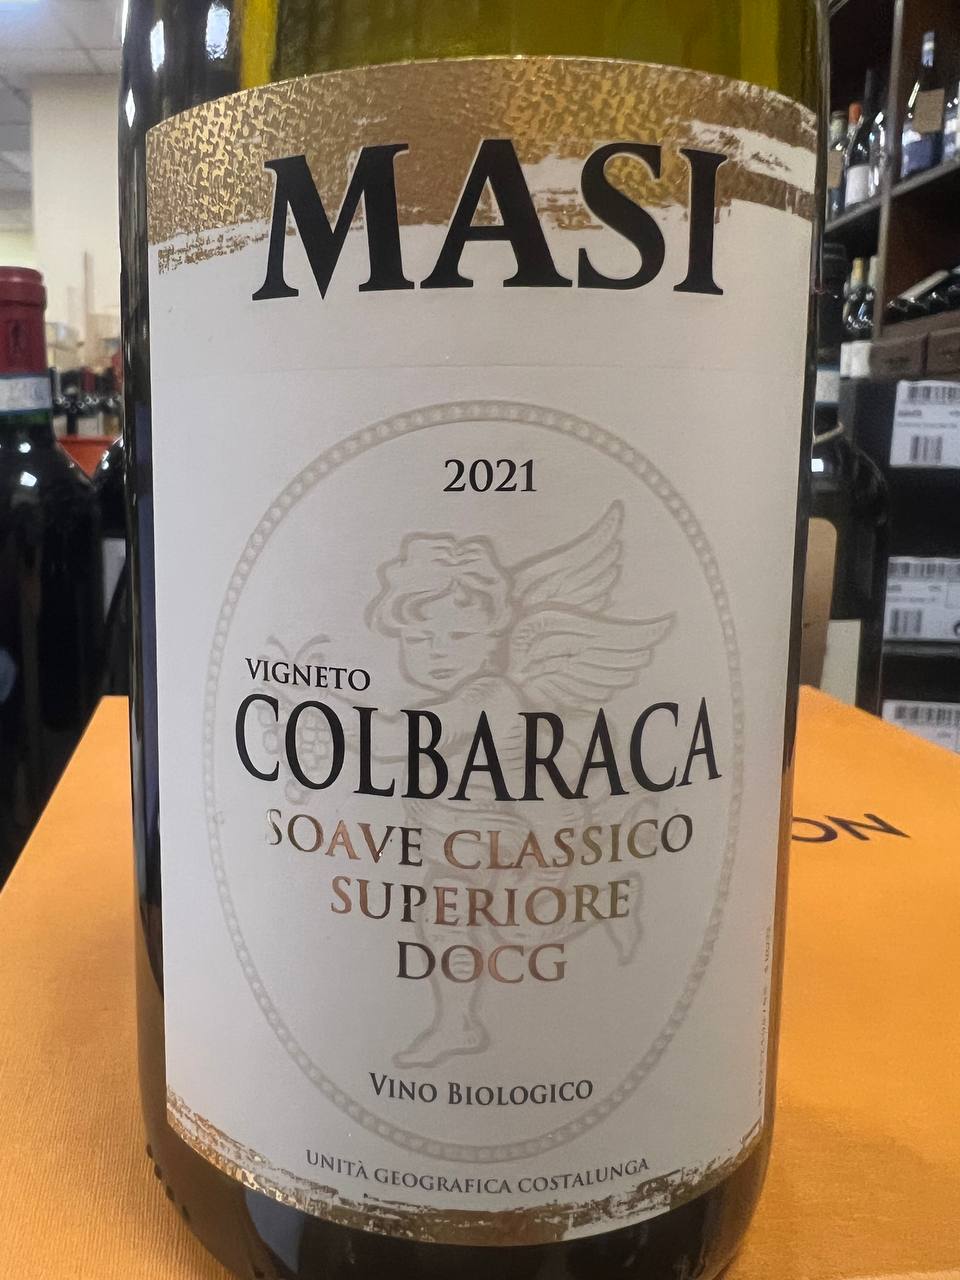 MASI
2021
VIGNETO
COLBARACA
SOAVE CLASSICO
SUPERIORE
DOCG
VINO BIOLOGICO
UNITÀ GEOGRAFICA COSTALUNGA